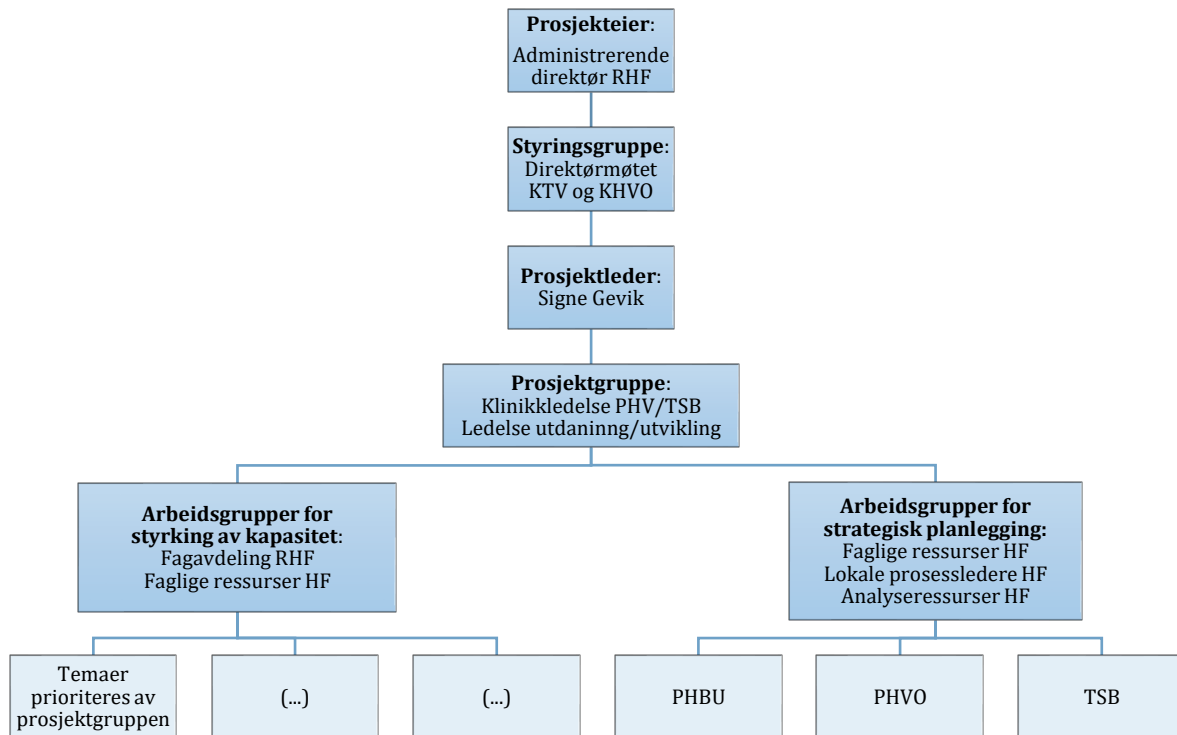 Prosjekteier:
Administrerende
direktør RHF
Styringsgruppe:
Direktørmøtet
KTV og KHVO
Prosjektleder:
Signe Gevik
Prosjektgruppe:
Klinikkledelse PHV/TSB
Ledelse utdaninng/utvikling
Arbeidsgrupper for
styrking av kapasitet:
Fagavdeling RHF
Faglige ressurser HF
Arbeidsgrupper for
strategisk planlegging:
Faglige ressurser HF
Lokale prosessledere HF
Analyseressurser HF
Temaer
prioriteres av
prosjektgruppen
(...)
(...)
PHBU
PHVO
TSB